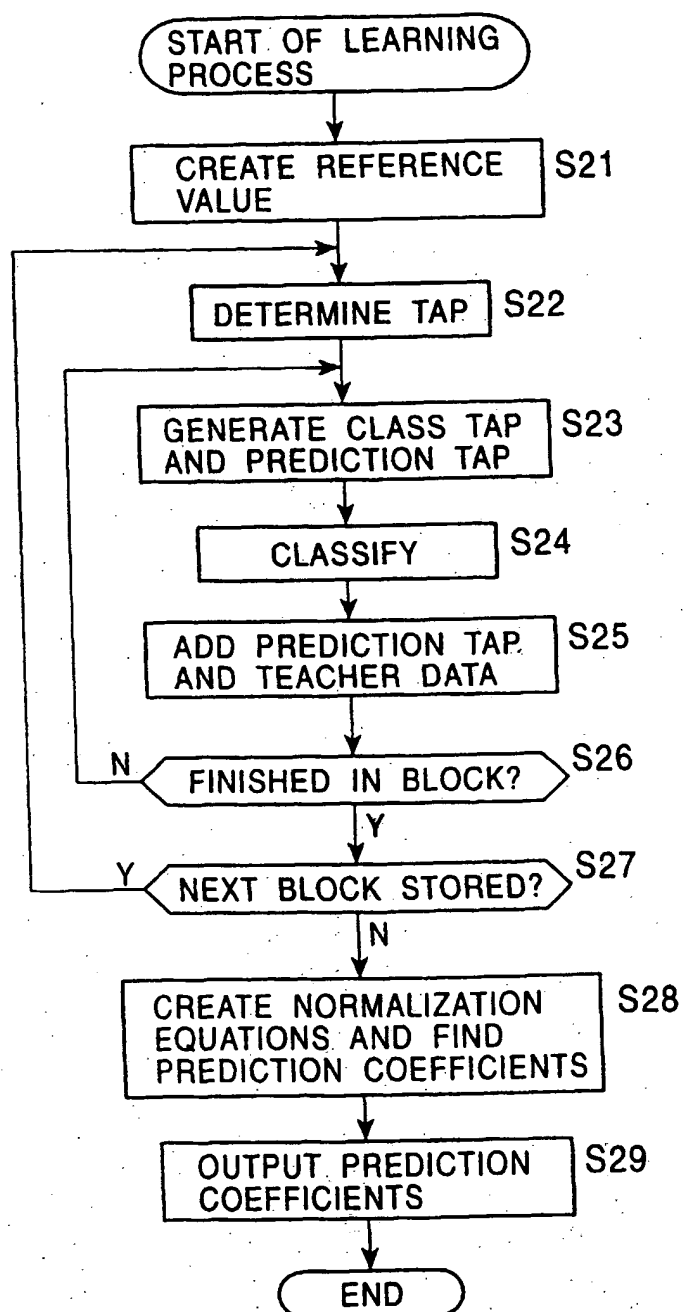 START OF LEARNING
PROCESS
CREATE REFERENCE
VALUE
S21
DETERMINE TAP
S22
GENERATE CLASS TAP
AND PREDICTION TAP
S23
CLASSIFY
S24
ADD PREDICTION TAP
AND TEACHER DATA
S25
N
FINISHED IN BLOCK?
S26
Y
Y
NEXT BLOCK STORED?
S27
N
CREATE NORMALIZATION
EQUATIONS AND FIND
PREDICTION COEFFICIENTS
S28
OUTPUT PREDICTION
COEFFICIENTS
S29
END